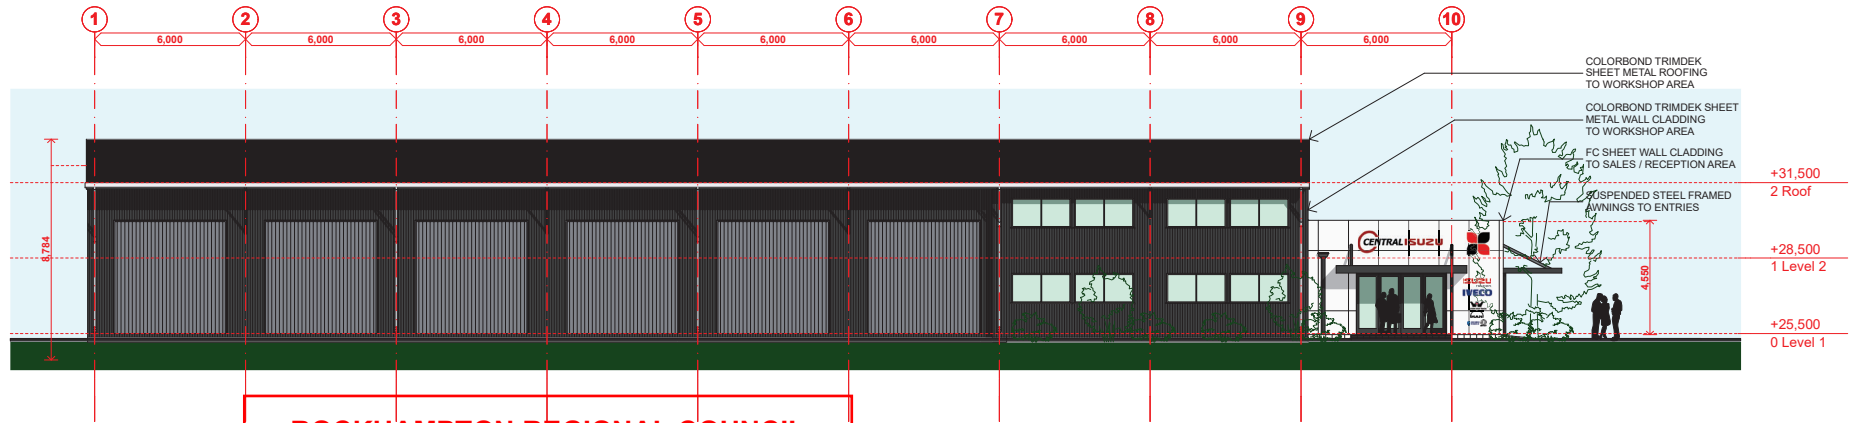 1 2 3 4 5 6 7 8 9 10
6,000 6,000 6,000 6,000 6,000 6,000 6,000 6,000 6,000
COLORBOND TRIMDEK
SHEET METAL ROOFING
TO WORKSHOP AREA
COLORBOND TRIMDEK SHEET
METAL WALL CLADDING
TO WORKSHOP AREA
FC SHEET WALL CLADDING
TO SALES / RECEPTION AREA
SUSPENDED STEEL FRAMED
AWNINGS TO ENTRIES
+31,500
2 Roof
+28,500
1 Level 2
+25,500
0 Level 1
8,784
4,550
CENTRAL ISUZU
ISUZU
IVECO
ROCKHAMPTON REGIONAL COUNCIL